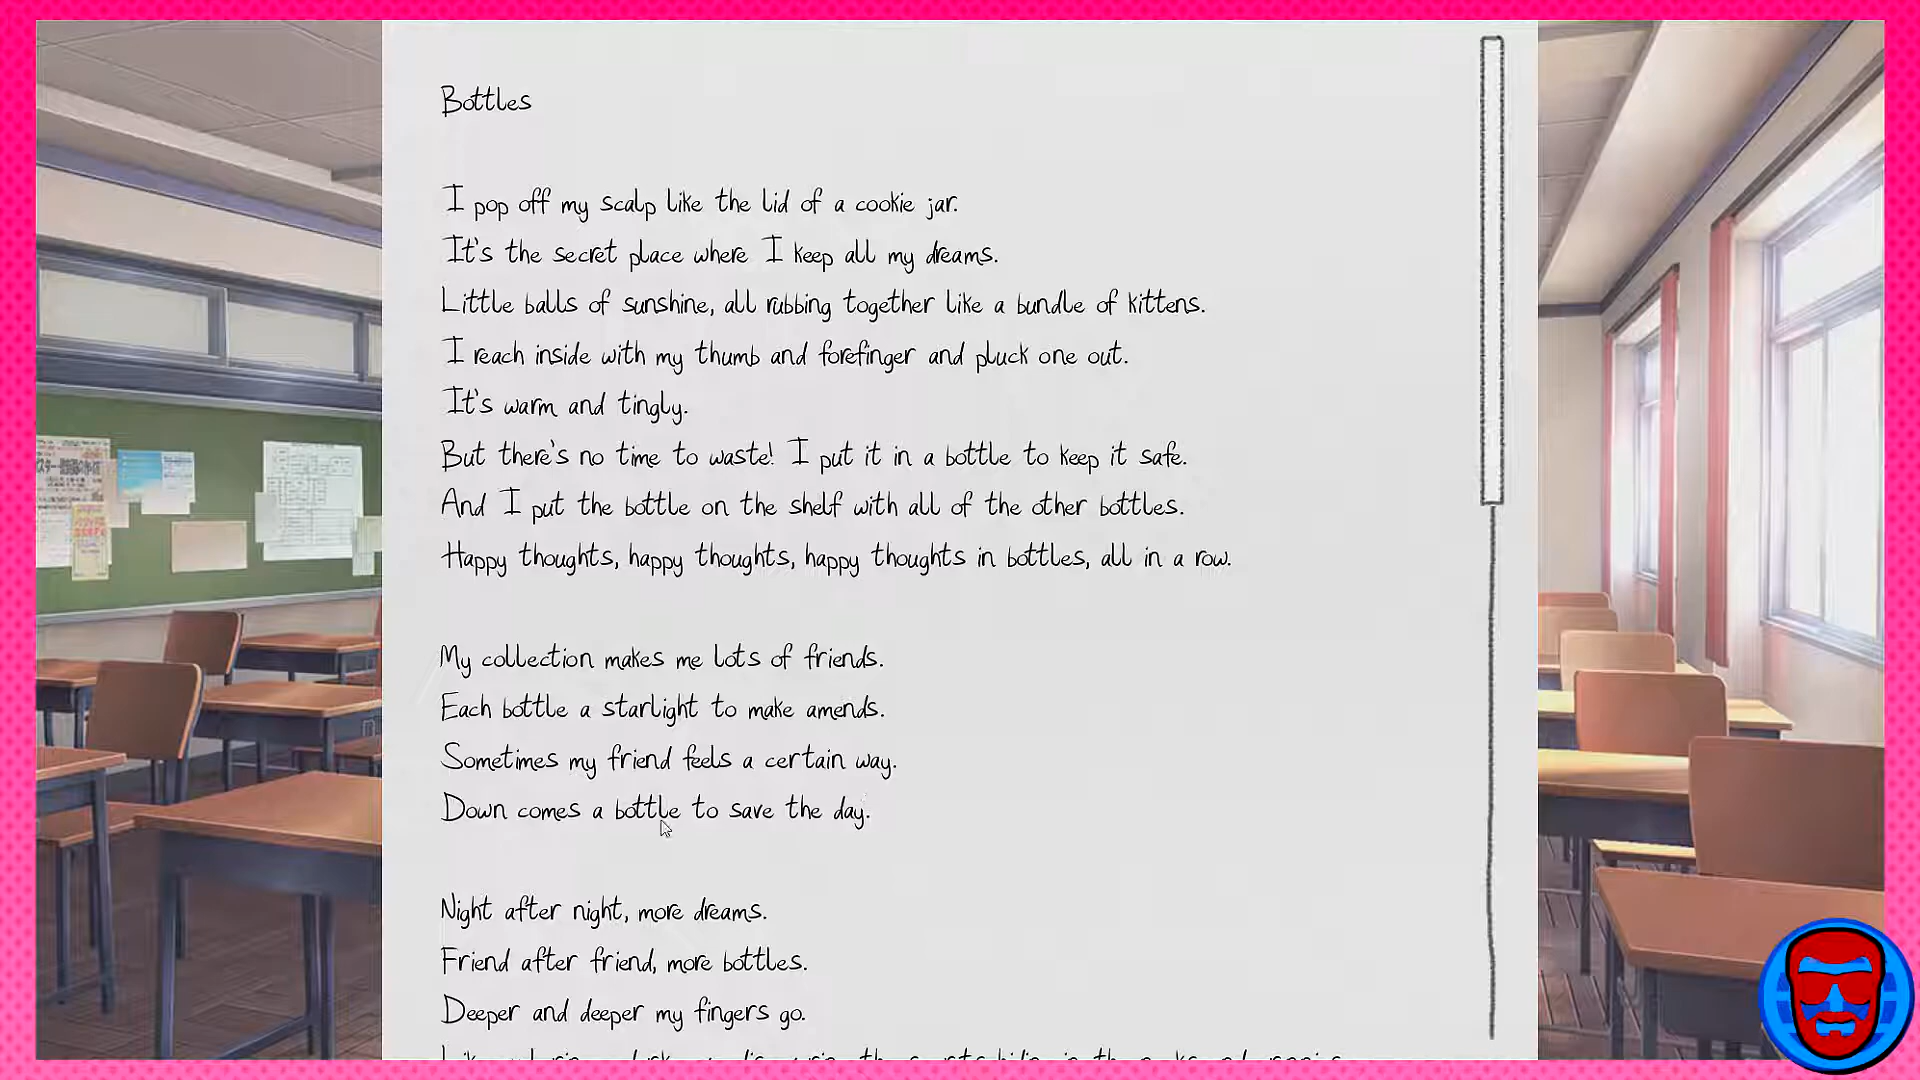 Bottles
I pop off my scalp like the lid of a cookie jar.
It's the secret place where I keep all my dreams.
Little balls of sunshine, all rubbing together like a bundle of kittens.
I reach inside with my thumb and forefinger and pluck one out.
It's warm and tingly.
But there's no time to waste! I put it in a bottle to keep it safe.
And I put the bottle on the shelf with all of the other bottles.
Happy thoughts, happy thoughts, happy thoughts in bottles, all in a row.
My collection makes me lots of friends.
Each bottle a starlight to make amends.
Sometimes my friend feels a certain way.
Down comes a bottle to save the day.
Night after night, more dreams.
Friend after friend, more bottles.
Deeper and deeper my fingers go.